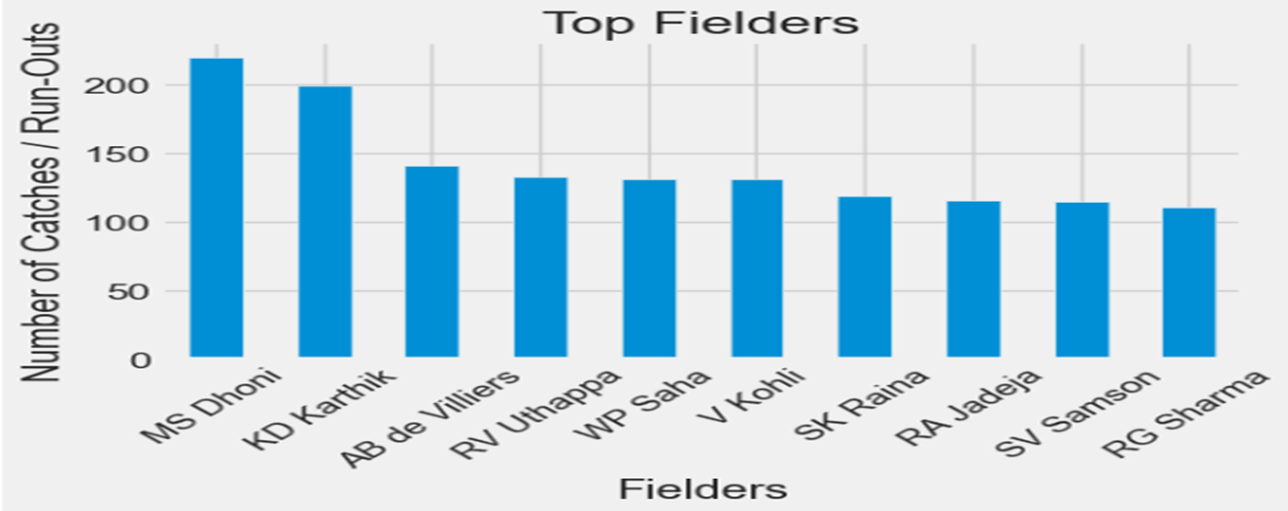 Top Fielders
Number of Catches / Run-Outs
200
150
100
50
0
MS Dhoni
KD Karthik
AB de Villiers
RV Uthappa
WP Saha
V Kohli
SK Raina
RA Jadeja
SV Samson
RG Sharma
Fielders